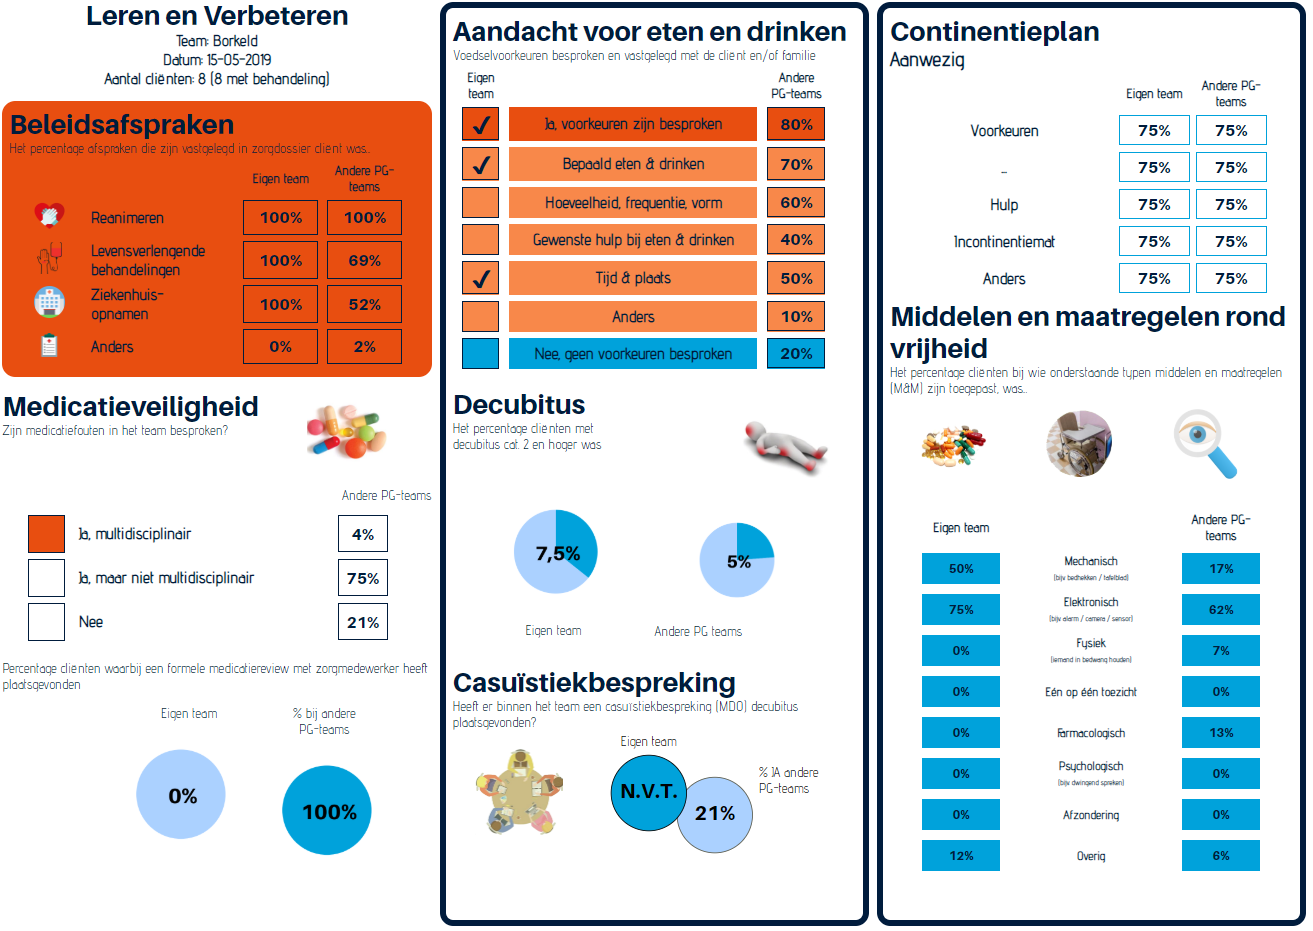 Leren en Verbeteren
Team: Borkeld
Datum: 15-05-2019
Aantal cliënten: 8 (8 met behandeling)
Beleidsafspraken
Het percentage afspraken die zijn vastgelegd in zorgdossier cliënt was..
Eigen team
Andere PG-
teams
Reanimeren
100%
100%
Levensverlengende
behandelingen
100%
69%
Ziekenhuis-
opnamen
100%
52%
Anders
0%
2%
Medicatieveiligheid
Zijn medicatiefouten in het team besproken?
Andere PG-teams
Ja, multidisciplinair
4%
Ja, maar niet multidisciplinair
75%
Nee
21%
Percentage cliënten waarbij een formele medicatiereview met zorgmedewerker heeft
plaatsgevonden
Eigen team
% bij andere
PG-teams
0%
100%
Aandacht voor eten en drinken
Voedselvoorkeuren besproken en vastgelegd met de cliënt en/of familie
Eigen
team
Andere
PG-teams
Ja, voorkeuren zijn besproken
80%
Bepaald eten & drinken
70%
Hoeveelheid, frequentie, vorm
60%
Gewenste hulp bij eten & drinken
40%
Tijd & plaats
50%
Anders
10%
Nee, geen voorkeuren besproken
20%
Decubitus
Het percentage cliënten met
decubitus cat. 2 en hoger was
7,5%
5%
Eigen team
Andere PG teams
Casuïstiekbespreking
Heeft er binnen het team een casuïstiekbespreking (MDO) decubitus
plaatsgevonden?
Eigen team
N.V.T.
% JA andere
PG-teams
21%
Continentieplan
Aanwezig
Eigen team
Andere PG-
teams
Voorkeuren
75%
75%
...
75%
75%
Hulp
75%
75%
Incontinentiemat
75%
75%
Anders
75%
75%
Middelen en maatregelen rond
vrijheid
Het percentage cliënten bij wie onderstaande typen middelen en maatregelen
(M&M) zijn toegepast, was..
Eigen team
Andere PG-
teams
50%
Mechanisch
(bijv bedhekken / tafelblad)
17%
75%
Elektronisch
(bijv alarm / camera / sensor)
62%
0%
Fysiek
(iemand in bedwang houden)
7%
0%
Eén op één toezicht
0%
0%
Farmacologisch
13%
0%
Psychologisch
(bijv. dwingend spreken)
0%
0%
Afzondering
0%
12%
Overig
6%